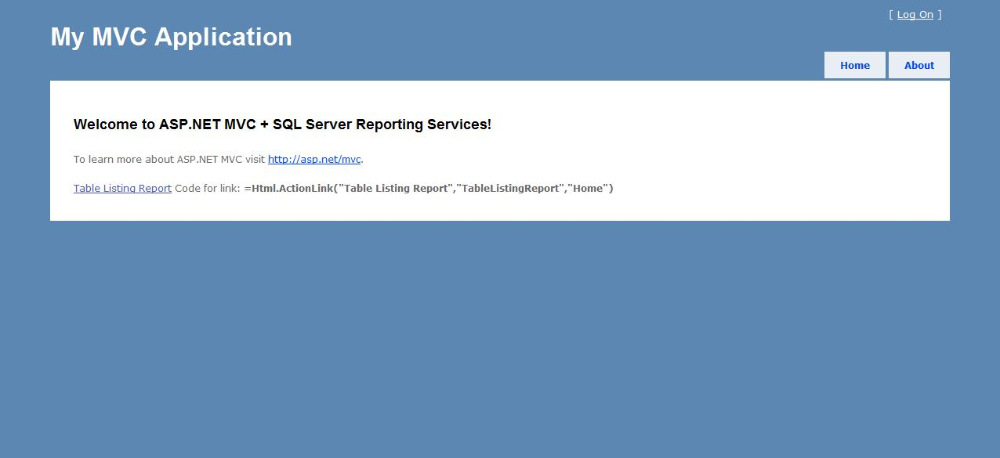 [ Log On ]
My MVC Application
Home
About
Welcome to ASP.NET MVC + SQL Server Reporting Services!
To learn more about ASP.NET MVC visit http://asp.net/mvc.
Table Listing Report Code for link: =Html.ActionLink("Table Listing Report","TableListingReport","Home")